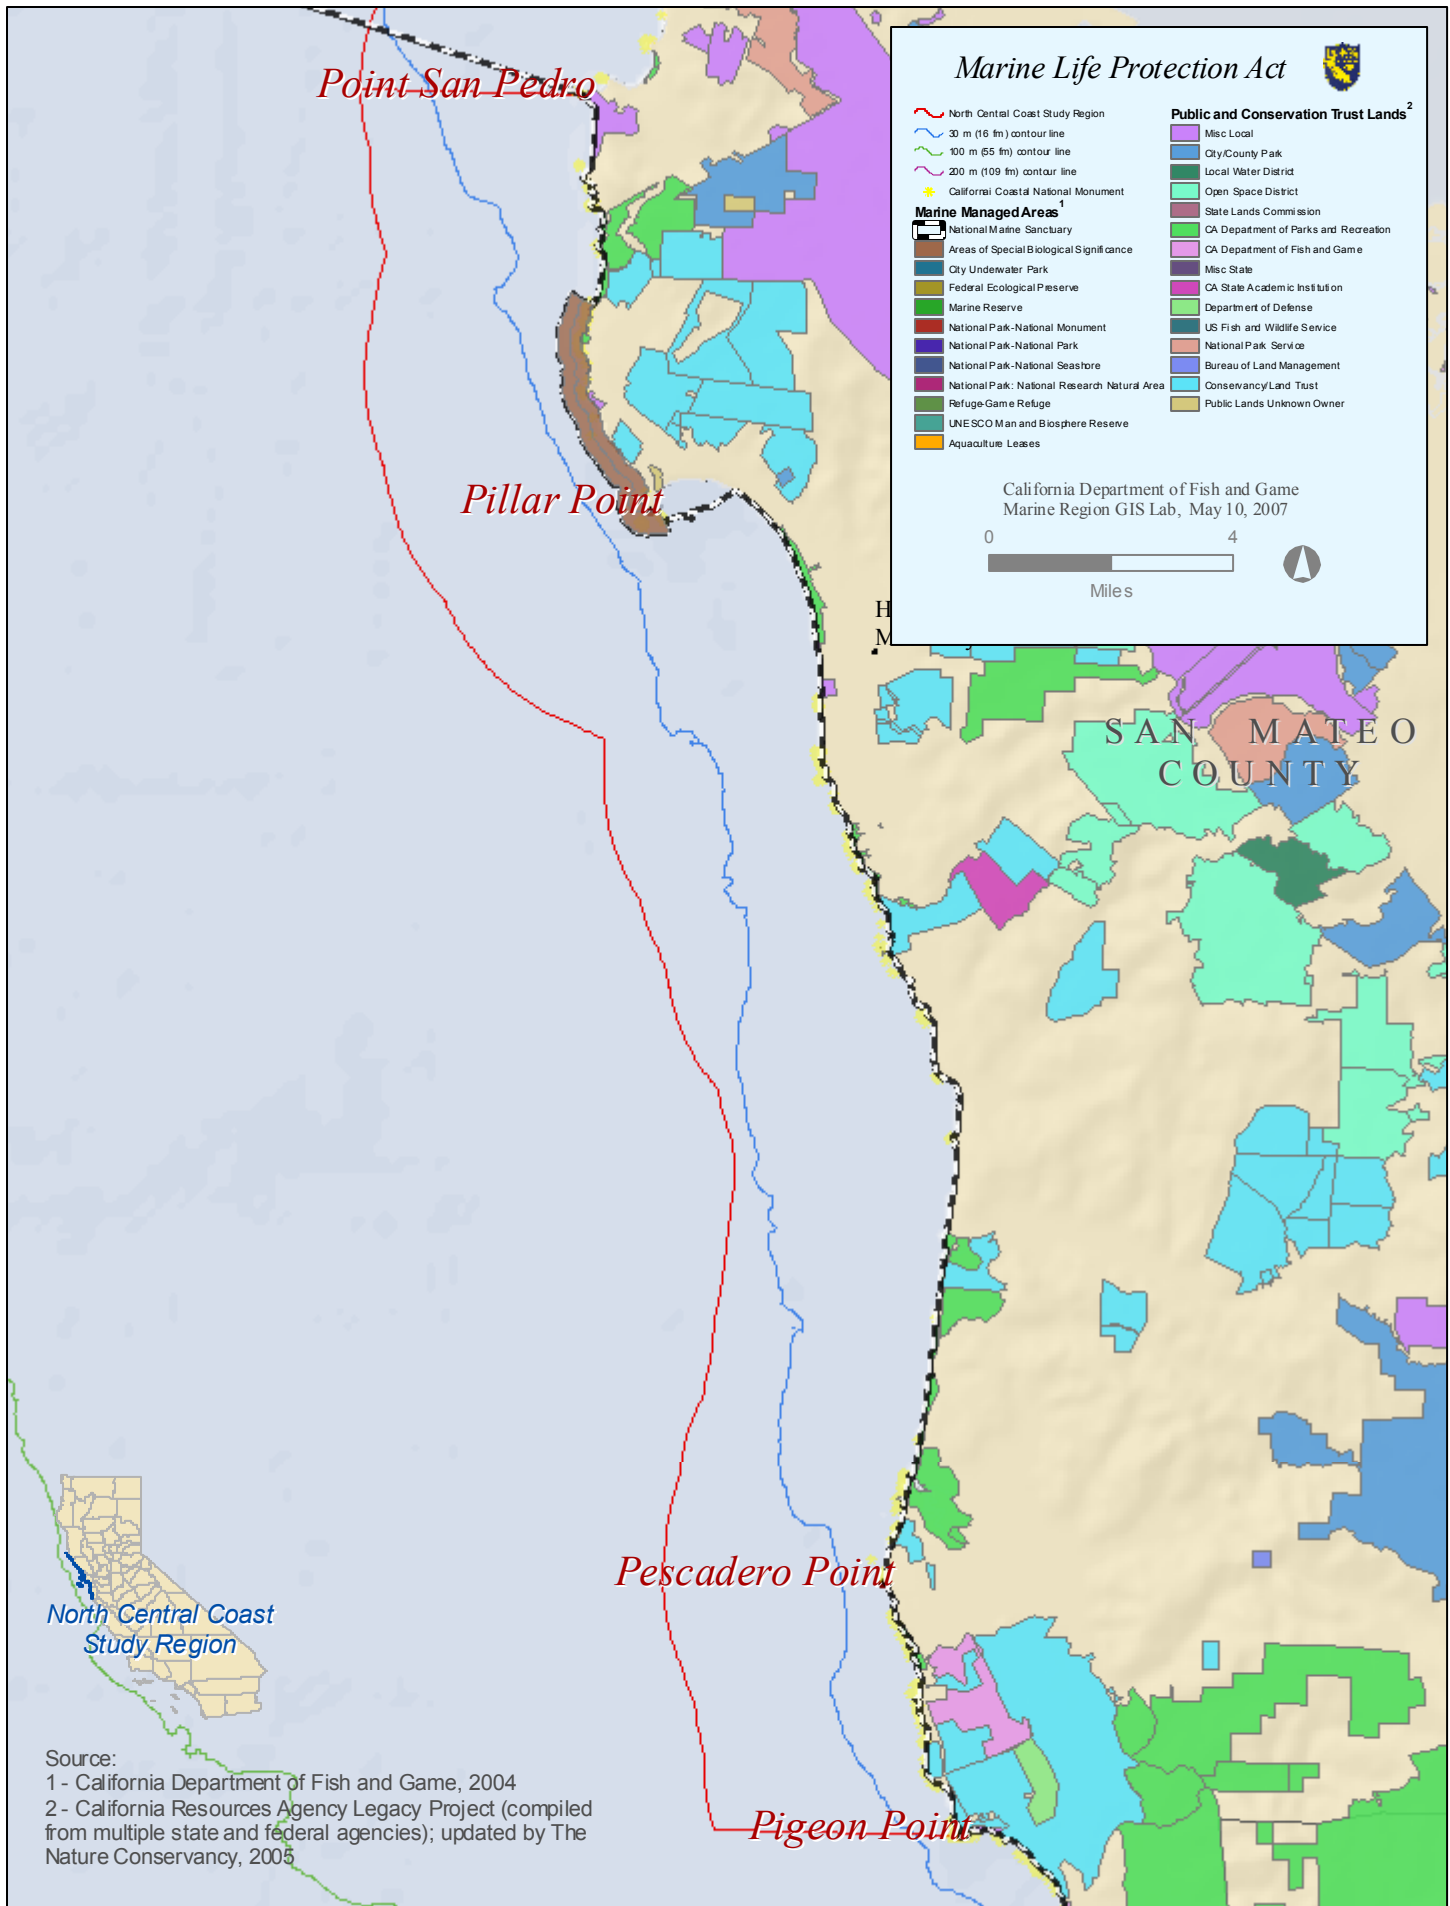 Point San Pedro
Marine Life Protection Act
North Central Coast Study Region
30 m (16 fm) contour line
100 m (55 fm) contour line
200 m (109 fm) contour line
Californai Coastal National Monument
Marine Managed Areas1
National Marine Sanctuary
Areas of Special Biological Significance
City Underwater Park
Federal Ecological Preserve
Marine Reserve
National Park-National Monument
National Park-National Park
National Park-National Seashore
National Park: National Research Natural Area
Refuge-Game Refuge
UNESCO Man and Biosphere Reserve
Aquaculture Leases
Public and Conservation Trust Lands2
Misc Local
City/County Park
Local Water District
Open Space District
State Lands Commission
CA Department of Parks and Recreation
CA Department of Fish and Game
Misc State
CA State Academic Institution
Department of Defense
US Fish and Wildlife Service
National Park Service
Bureau of Land Management
Conservancy/Land Trust
Public Lands Unknown Owner
California Department of Fish and Game
Marine Region GIS Lab, May 10, 2007
0 4
Miles
Pillar Point
H
M
SAN MATEO
COUNTY
Pescadero Point
North Central Coast
Study Region
Pigeon Point
Source:
1 - California Department of Fish and Game, 2004
2 - California Resources Agency Legacy Project (compiled
from multiple state and federal agencies); updated by The
Nature Conservancy, 2005